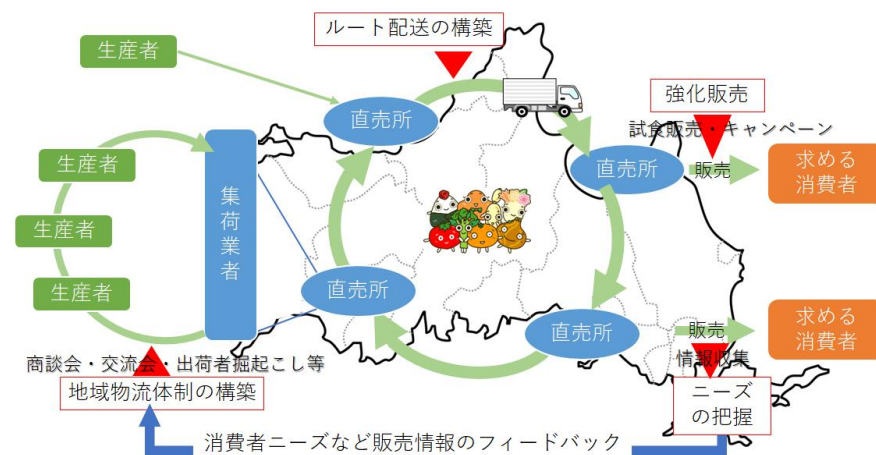 ルート配送の構築
生産者
強化販売
直売所
試食販売・キャンペーン
生産者
直売所
販売
求める
消費者
生産者
集荷業者
生産者
直売所
直売所
販売
求める
消費者
商談会・交流会・出荷者掘起こし等
情報収集
地域物流体制の構築
ニーズ
の把握
消費者ニーズなど販売情報のフィードバック